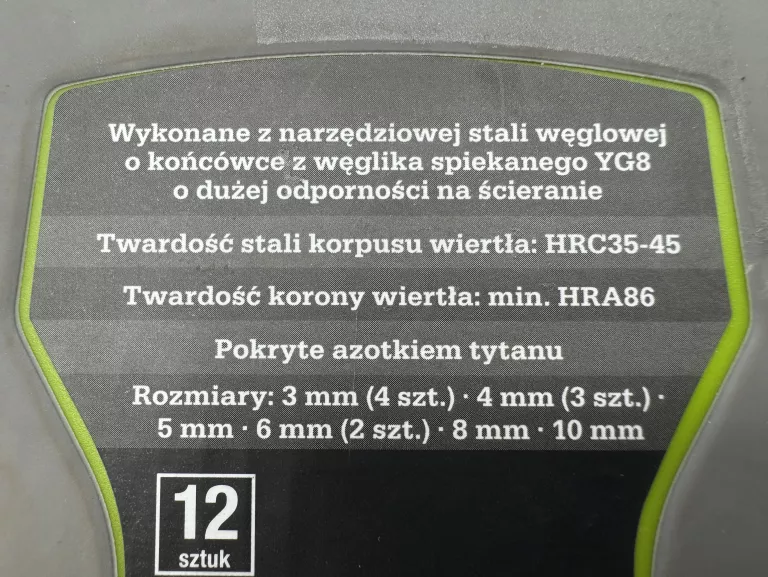 Wykonane z narzędziowej stali węglowej
o końcówce z węglika spiekanego YG8
o dużej odporności na ścieranie
Twardość stali korpusu wiertła: HRC35-45
Twardość korony wiertła: min. HRA86
Pokryte azotkiem tytanu
Rozmiary: 3 mm (4 szt.) · 4 mm (3 szt.) ·
5 mm · 6 mm (2 szt.) · 8 mm · 10 mm
12
sztuk